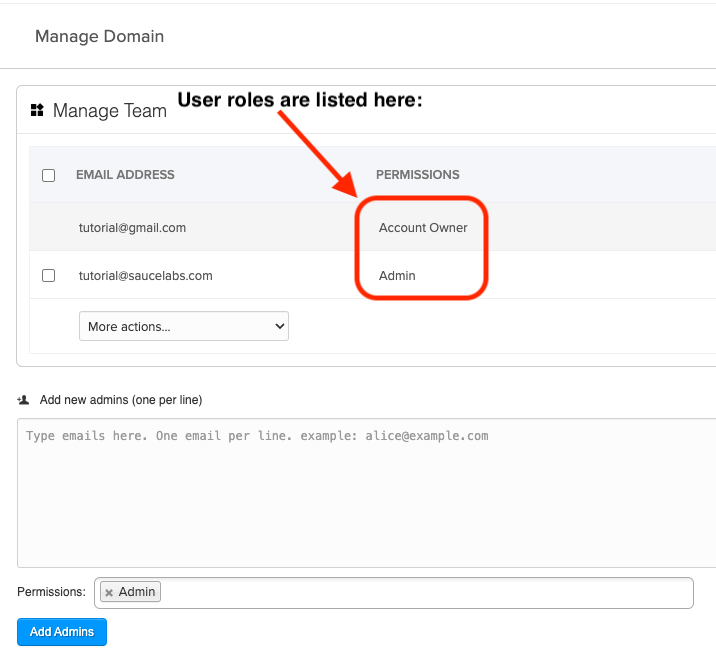 Manage Domain
Manage Team
User roles are listed here:
EMAIL ADDRESS PERMISSIONS
tutorial@gmail.com Account Owner
tutorial@saucelabs.com Admin
More actions...
Add new admins (one per line)
Type emails here. One email per line. example: alice@example.com
Permissions: Admin
Add Admins